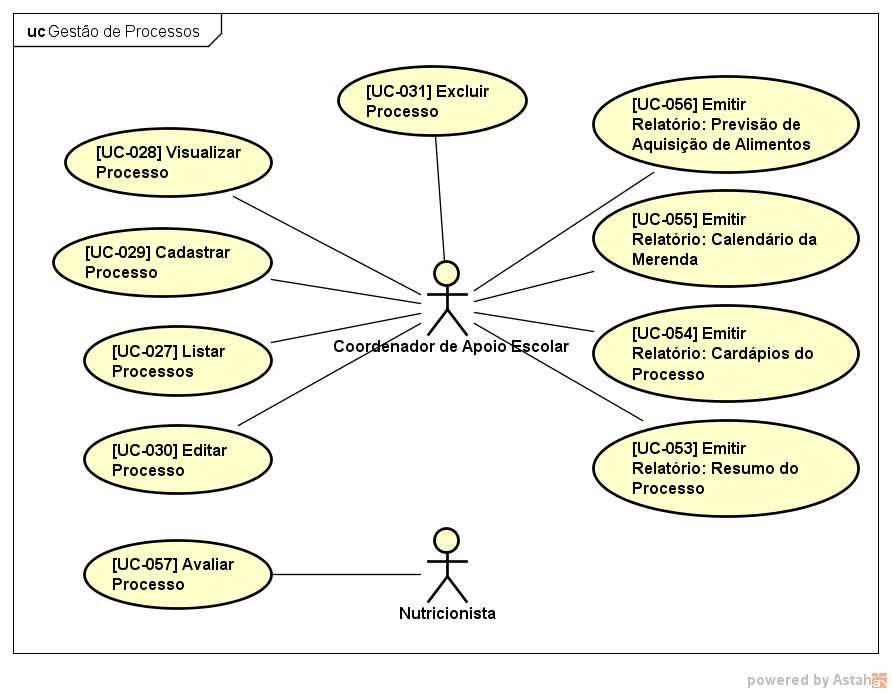 uc Gestão de Processos
[UC-031] Excluir
Processo
[UC-056] Emitir
Relatório: Previsão de
Aquisição de Alimentos
[UC-028] Visualizar
Processo
[UC-055] Emitir
Relatório: Calendário da
Merenda
[UC-029] Cadastrar
Processo
Coordenador de Apoio Escolar
[UC-027] Listar
Processos
[UC-054] Emitir
Relatório: Cardápios do
Processo
[UC-030] Editar
Processo
[UC-053] Emitir
Relatório: Resumo do
Processo
[UC-057] Avaliar
Processo
Nutricionista
powered by Astah